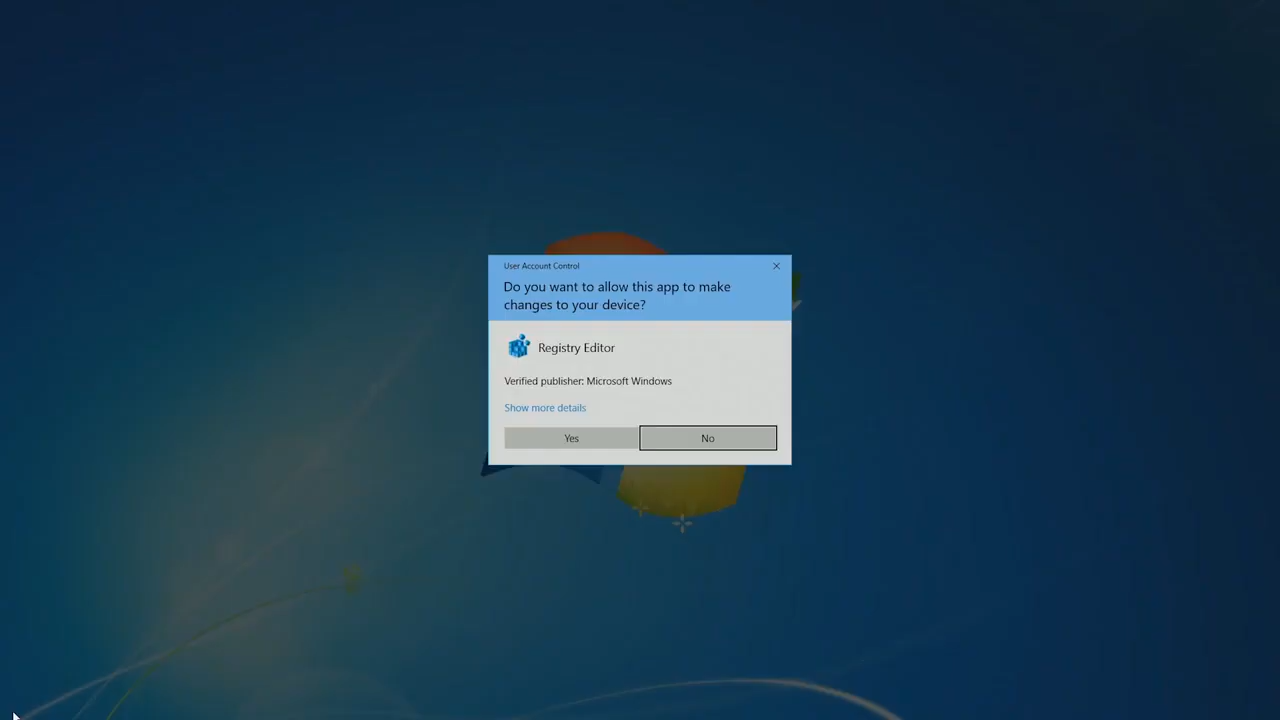 User Account Control
Do you want to allow this app to make
changes to your device?
Registry Editor
Verified publisher: Microsoft Windows
Show more details
Yes
No